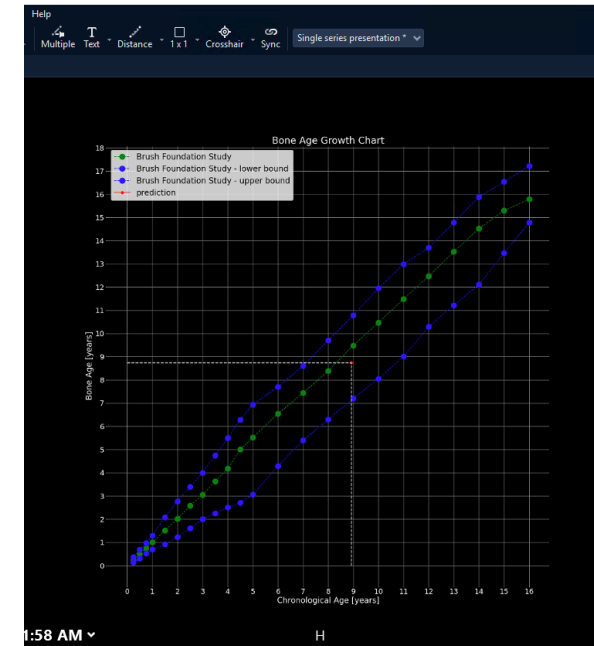 Help
Multiple Text Distance 1 x 1 Crosshair Sync Single series presentation *
Bone Age Growth Chart
Brush Foundation Study
Brush Foundation Study - lower bound
Brush Foundation Study - upper bound
prediction
18
17
16
15
14
13
12
11
10
9
8
7
6
5
4
3
2
1
0
Bone Age [years]
0 1 2 3 4 5 6 7 8 9 10 11 12 13 14 15 16
Chronological Age [years]
1:58 AM
H